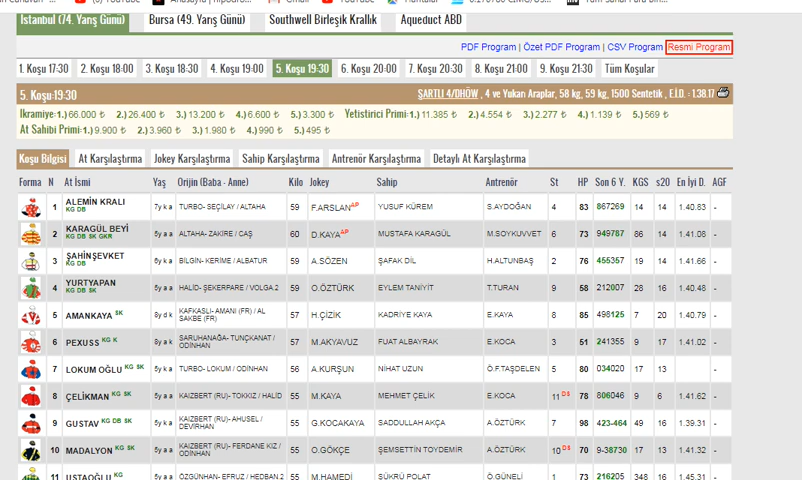 İstanbul (74. Yarış Günü) Bursa (49. Yarış Günü) Southwell Birleşik Krallık Aqueduct ABD
PDF Program | Özet PDF Program | CSV Program | Resmi Program
1. Koşu 17:30 2. Koşu 18:00 3. Koşu 18:30 4. Koşu 19:00 5. Koşu 19:30 6. Koşu 20:00 7. Koşu 20:30 8. Koşu 21:00 9. Koşu 21:30 Tüm Koşular
5. Koşu:19:30 ŞARTLI 4/DHÖW , 4 ve Yukarı Araplar, 58 kg, 59 kg, 1500 Sentetik , E.İ.D. : 1.38.17
İkramiye: 1.) 66.000 ₺ 2.) 26.400 ₺ 3.) 13.200 ₺ 4.) 6.600 ₺ 5.) 3.300 ₺ Yetiştirici Primi: 1.) 11.385 ₺ 2.) 4.554 ₺ 3.) 2.277 ₺ 4.) 1.139 ₺ 5.) 569 ₺
At Sahibi Primi: 1.) 9.900 ₺ 2.) 3.960 ₺ 3.) 1.980 ₺ 4.) 990 ₺ 5.) 495 ₺
Koşu Bilgisi At Karşılaştırma Jokey Karşılaştırma Sahip Karşılaştırma Antrenör Karşılaştırma Detaylı At Karşılaştırma
Forma N At İsmi Yaş Orijin (Baba - Anne) Kilo Jokey Sahip Antrenör St HP Son 6 Y. KGS s20 En İyi D. AGF
1 ALEMİN KRALI KG DB 7y k a TURBO- SEÇİLAY / ALTAHA 59 F.ARSLAN AP YUSUF KÜREM S.AYDOĞAN 4 83 867269 14 14 1.40.83 -
2 KARAGÜL BEYİ KG DB SK GKR 5y a a ALTAHA- ZAKİRE / CAŞ 60 D.KAYA AP MUSTAFA KARAGÜL M.SOYKUVVET 6 73 949787 86 14 1.41.08 -
3 ŞAHİNŞEVKET KG DB 6y k a BİLGİN- KERİME / ALBATUR 59 A.SÖZEN ŞAFAK DİL H.ALTUNBAŞ 2 76 455357 19 14 1.41.66 -
4 YURTYAPAN KG DB SK 5y a a HALİD- ŞEKERPARE / VOLGA.2 59 O.ÖZTÜRK EYLEM TANİYİT T.TURAN 9 58 212007 28 16 1.40.48 -
5 AMANKAYA SK 8y d k KAFKASLI- AMANI (FR) / AL SAKBE (FR) 57 H.ÇİZİK KADRİYE KAYA E.KAYA 8 85 498125 7 20 1.40.79 -
6 PEXUSS KG K 8y a k SARUHANAĞA- TUNÇKANAT / ODİNHAN 57 M.AKYAVUZ FUAT ALBAYRAK E.KOCA 3 51 241355 9 17 1.41.02 -
7 LOKUM OĞLU KG SK 5y k a TURBO- LOKUM / ODİNHAN 56 A.KURŞUN NİHAT UZUN Ö.F.TAŞDELEN 5 80 034020 17 13 -
8 ÇELİKMAN KG SK 5y a a KAIZBERT (RU)- TOKKIZ / HALİD 55 M.KAYA MEHMET ÇELİK E.KOCA 11 DS 78 806046 9 6 1.41.62 -
9 GUSTAV KG DB SK 5y k a KAIZBERT (RU)- AHUSEL / DEVİRHAN 55 G.KOCAKAYA SADDULLAH AKÇA A.ÖZTÜRK 7 98 423-464 49 16 1.39.31 -
10 MADALYON KG SK 5y a a KAIZBERT (RU)- FERDANE KIZ / ODİNHAN 55 O.GÖKÇE ŞEMSETTİN TOYDEMİR A.ÖZTÜRK 10 DS 70 9-38730 17 13 1.41.32 -
11 USTAOĞLU KG 5y a a ÖZGÜNHAN- EFRUZ / HEDBAN.2 55 M.HAMEDİ ŞÜKRÜ POLAT Ö.GÜNELİ 1 73 216205 348 16 1.45.31 -